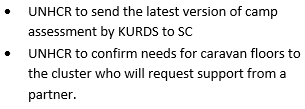 • UNHCR to send the latest version of camp
assessment by KURDS to SC
• UNHCR to confirm needs for caravan floors to
the cluster who will request support from a
partner.